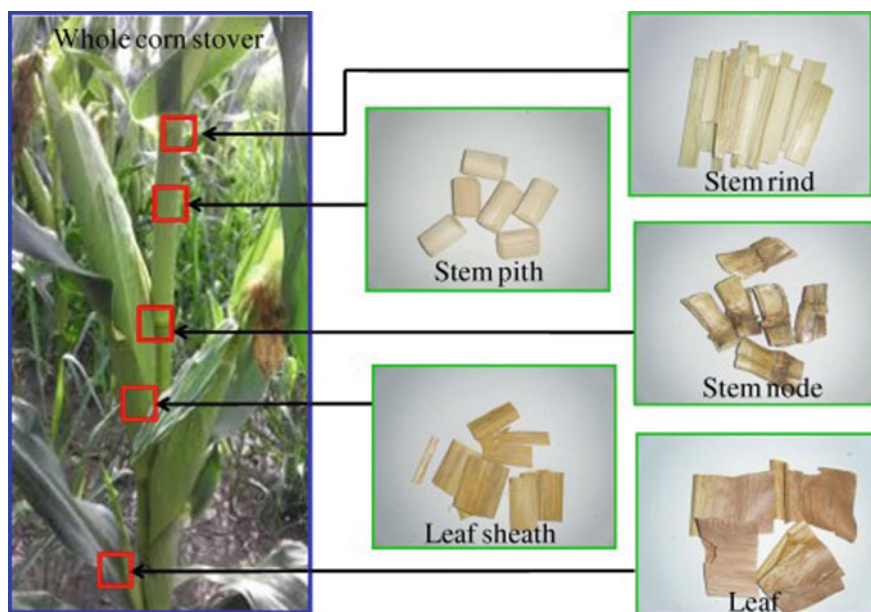 Whole corn stover
Stem rind
Stem pith
Stem node
Leaf sheath
Leaf